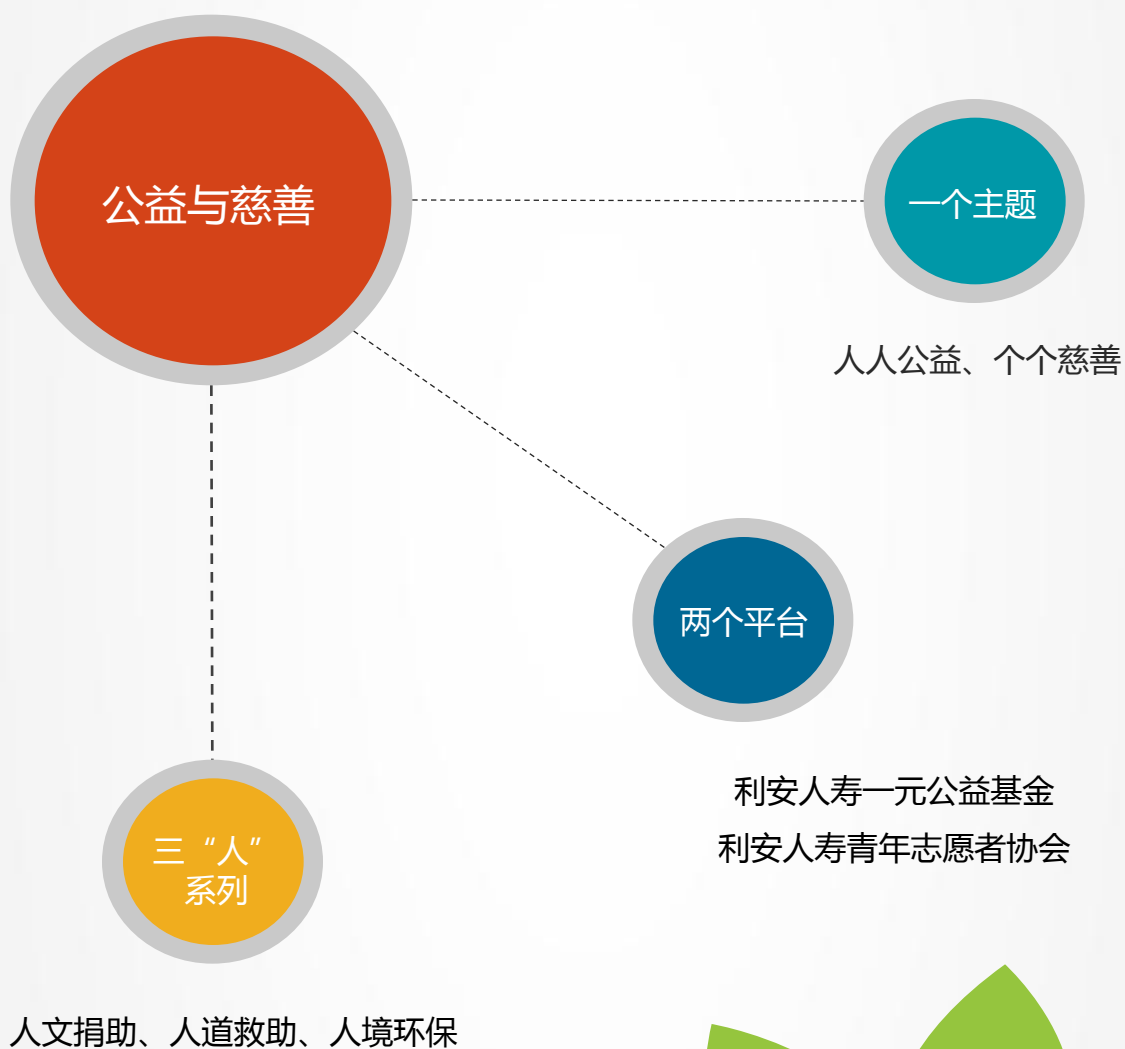 公益与慈善
一个主题
人人公益、个个慈善
两个平台
利安人寿一元公益基金
利安人寿青年志愿者协会
三“人”
系列
人文捐助、人道救助、人境环保